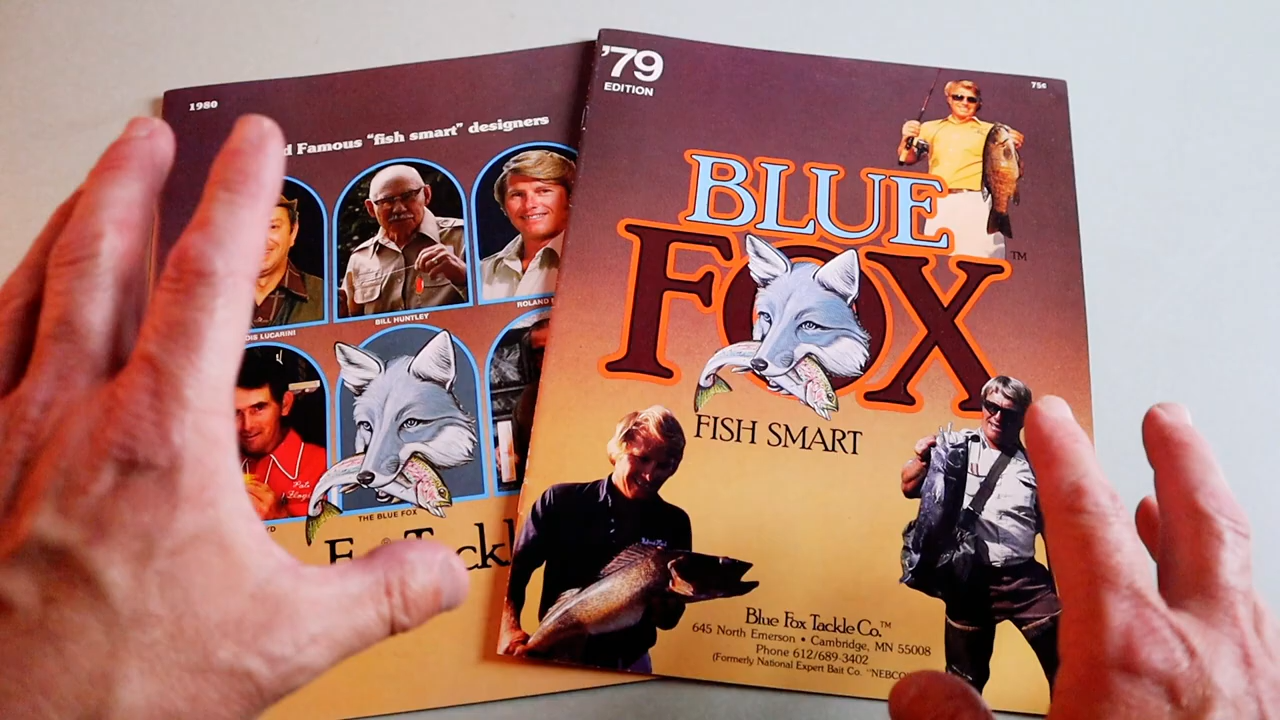 1980
Famous "fish smart" designers
LUCARINI
BILL HUNTLEY
ROLAND
THE BLUE FOX
'79
EDITION
75¢
BLUE
FOX
TM
FISH SMART
Blue Fox Tackle Co.™
645 North Emerson • Cambridge, MN 55008
Phone 612/689-3402
(Formerly National Expert Bait Co.